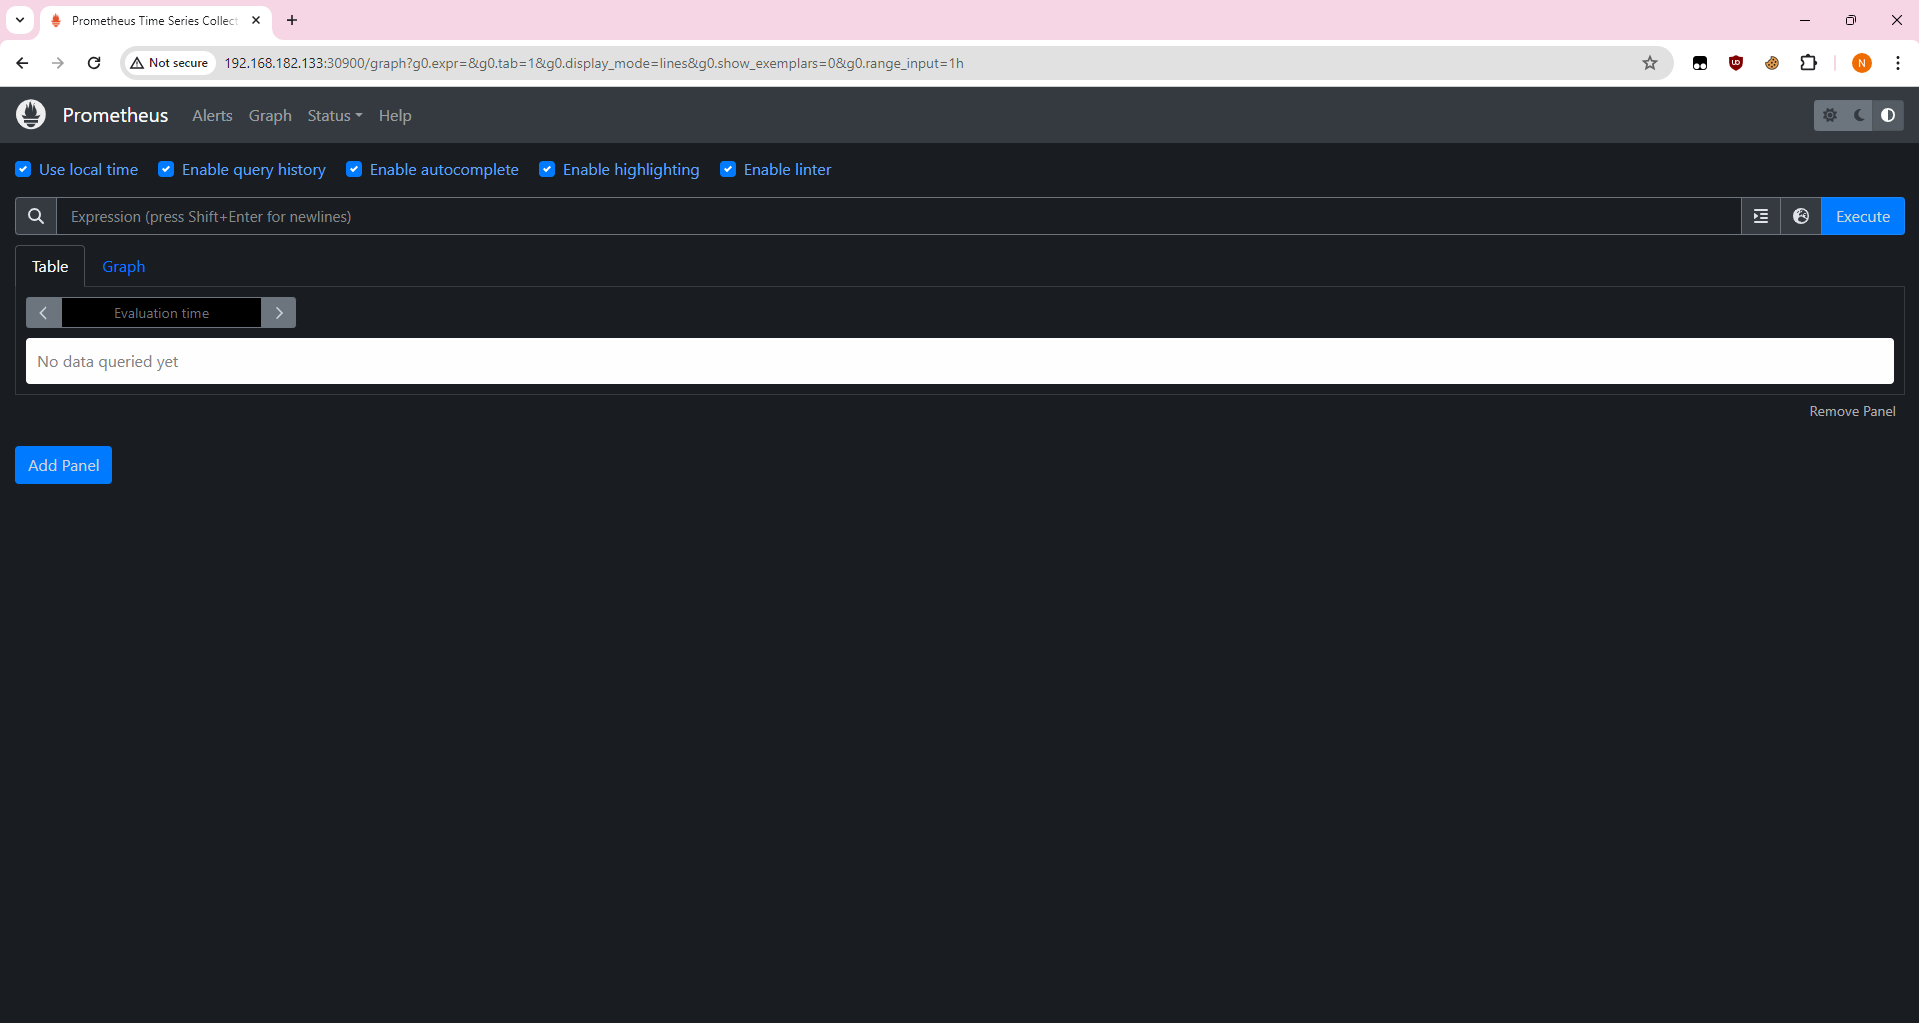 Prometheus Time Series Collect
Not secure
192.168.182.133:30900/graph?g0.expr=&g0.tab=1&g0.display_mode=lines&g0.show_exemplars=0&g0.range_input=1h
N
Prometheus Alerts Graph Status Help
Use local time Enable query history Enable autocomplete Enable highlighting Enable linter
Expression (press Shift+Enter for newlines)
Execute
Table Graph
Evaluation time
No data queried yet
Remove Panel
Add Panel